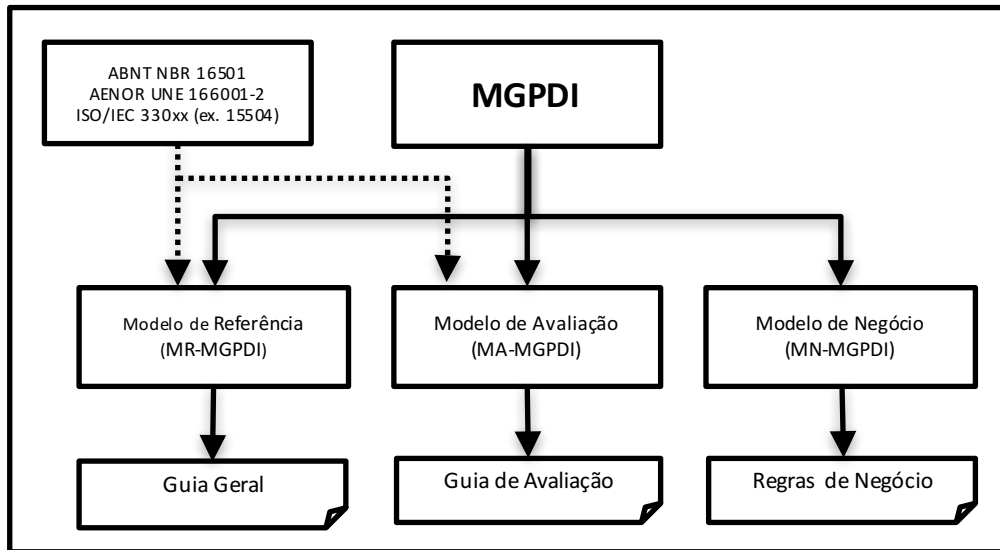 ABNT NBR 16501
AENOR UNE 166001-2
ISO/IEC 330xx (ex. 15504)
MGPDI
Modelo de Referência
(MR-MGPDI)
Modelo de Avaliação
(MA-MGPDI)
Modelo de Negócio
(MN-MGPDI)
Guia Geral
Guia de Avaliação
Regras de Negócio